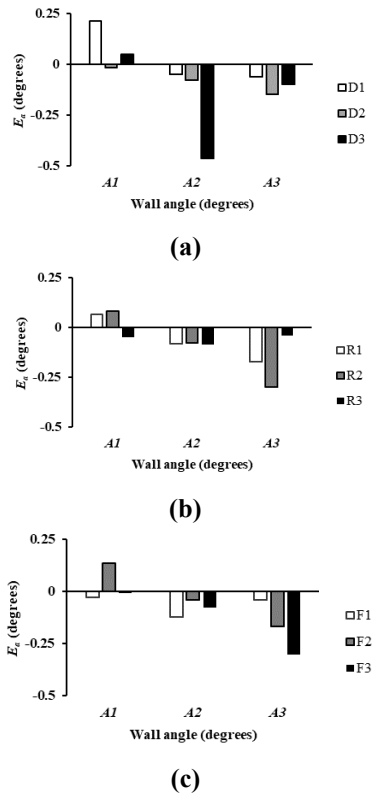 0.25
0
-0.25
-0.5
Ea (degrees)
A1 A2 A3
Wall angle (degrees)
D1
D2
D3
(a)
0.25
0
-0.25
-0.5
Ea (degrees)
A1 A2 A3
Wall angle (degrees)
R1
R2
R3
(b)
0.25
0
-0.25
-0.5
Ea (degrees)
A1 A2 A3
Wall angle (degrees)
F1
F2
F3
(c)